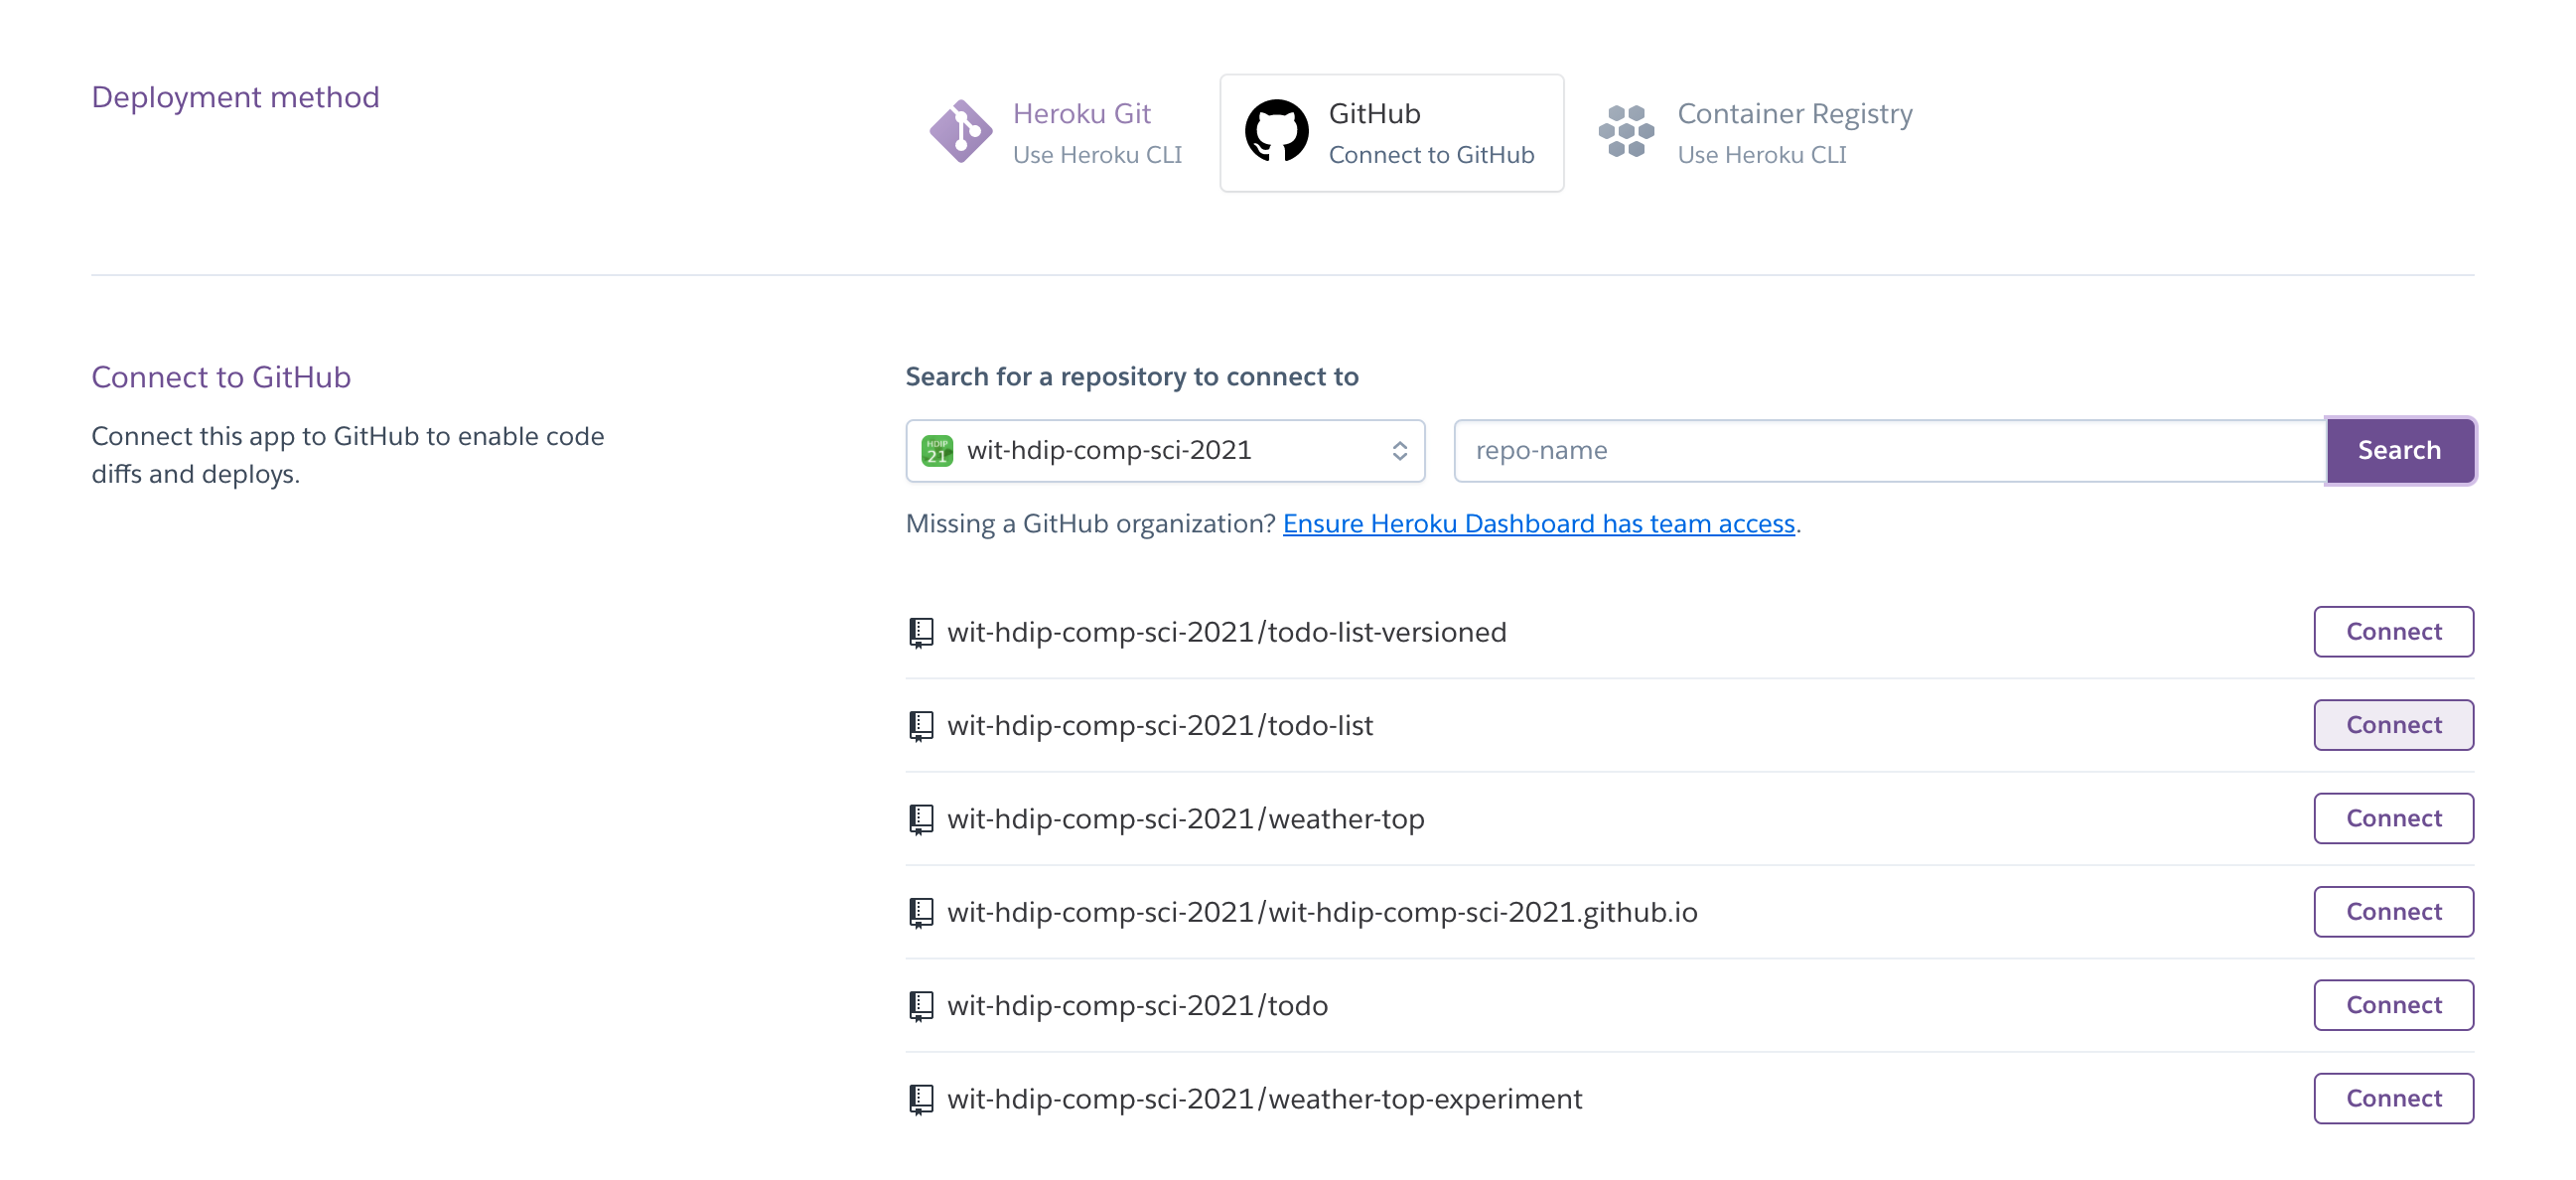 Deployment method
Heroku Git
Use Heroku CLI
GitHub
Connect to GitHub
Container Registry
Use Heroku CLI
Connect to GitHub
Connect this app to GitHub to enable code
diffs and deploys.
Search for a repository to connect to
HDIP
21
wit-hdip-comp-sci-2021
repo-name
Search
Missing a GitHub organization? Ensure Heroku Dashboard has team access.
wit-hdip-comp-sci-2021/todo-list-versioned
Connect
wit-hdip-comp-sci-2021/todo-list
Connect
wit-hdip-comp-sci-2021/weather-top
Connect
wit-hdip-comp-sci-2021/wit-hdip-comp-sci-2021.github.io
Connect
wit-hdip-comp-sci-2021/todo
Connect
wit-hdip-comp-sci-2021/weather-top-experiment
Connect